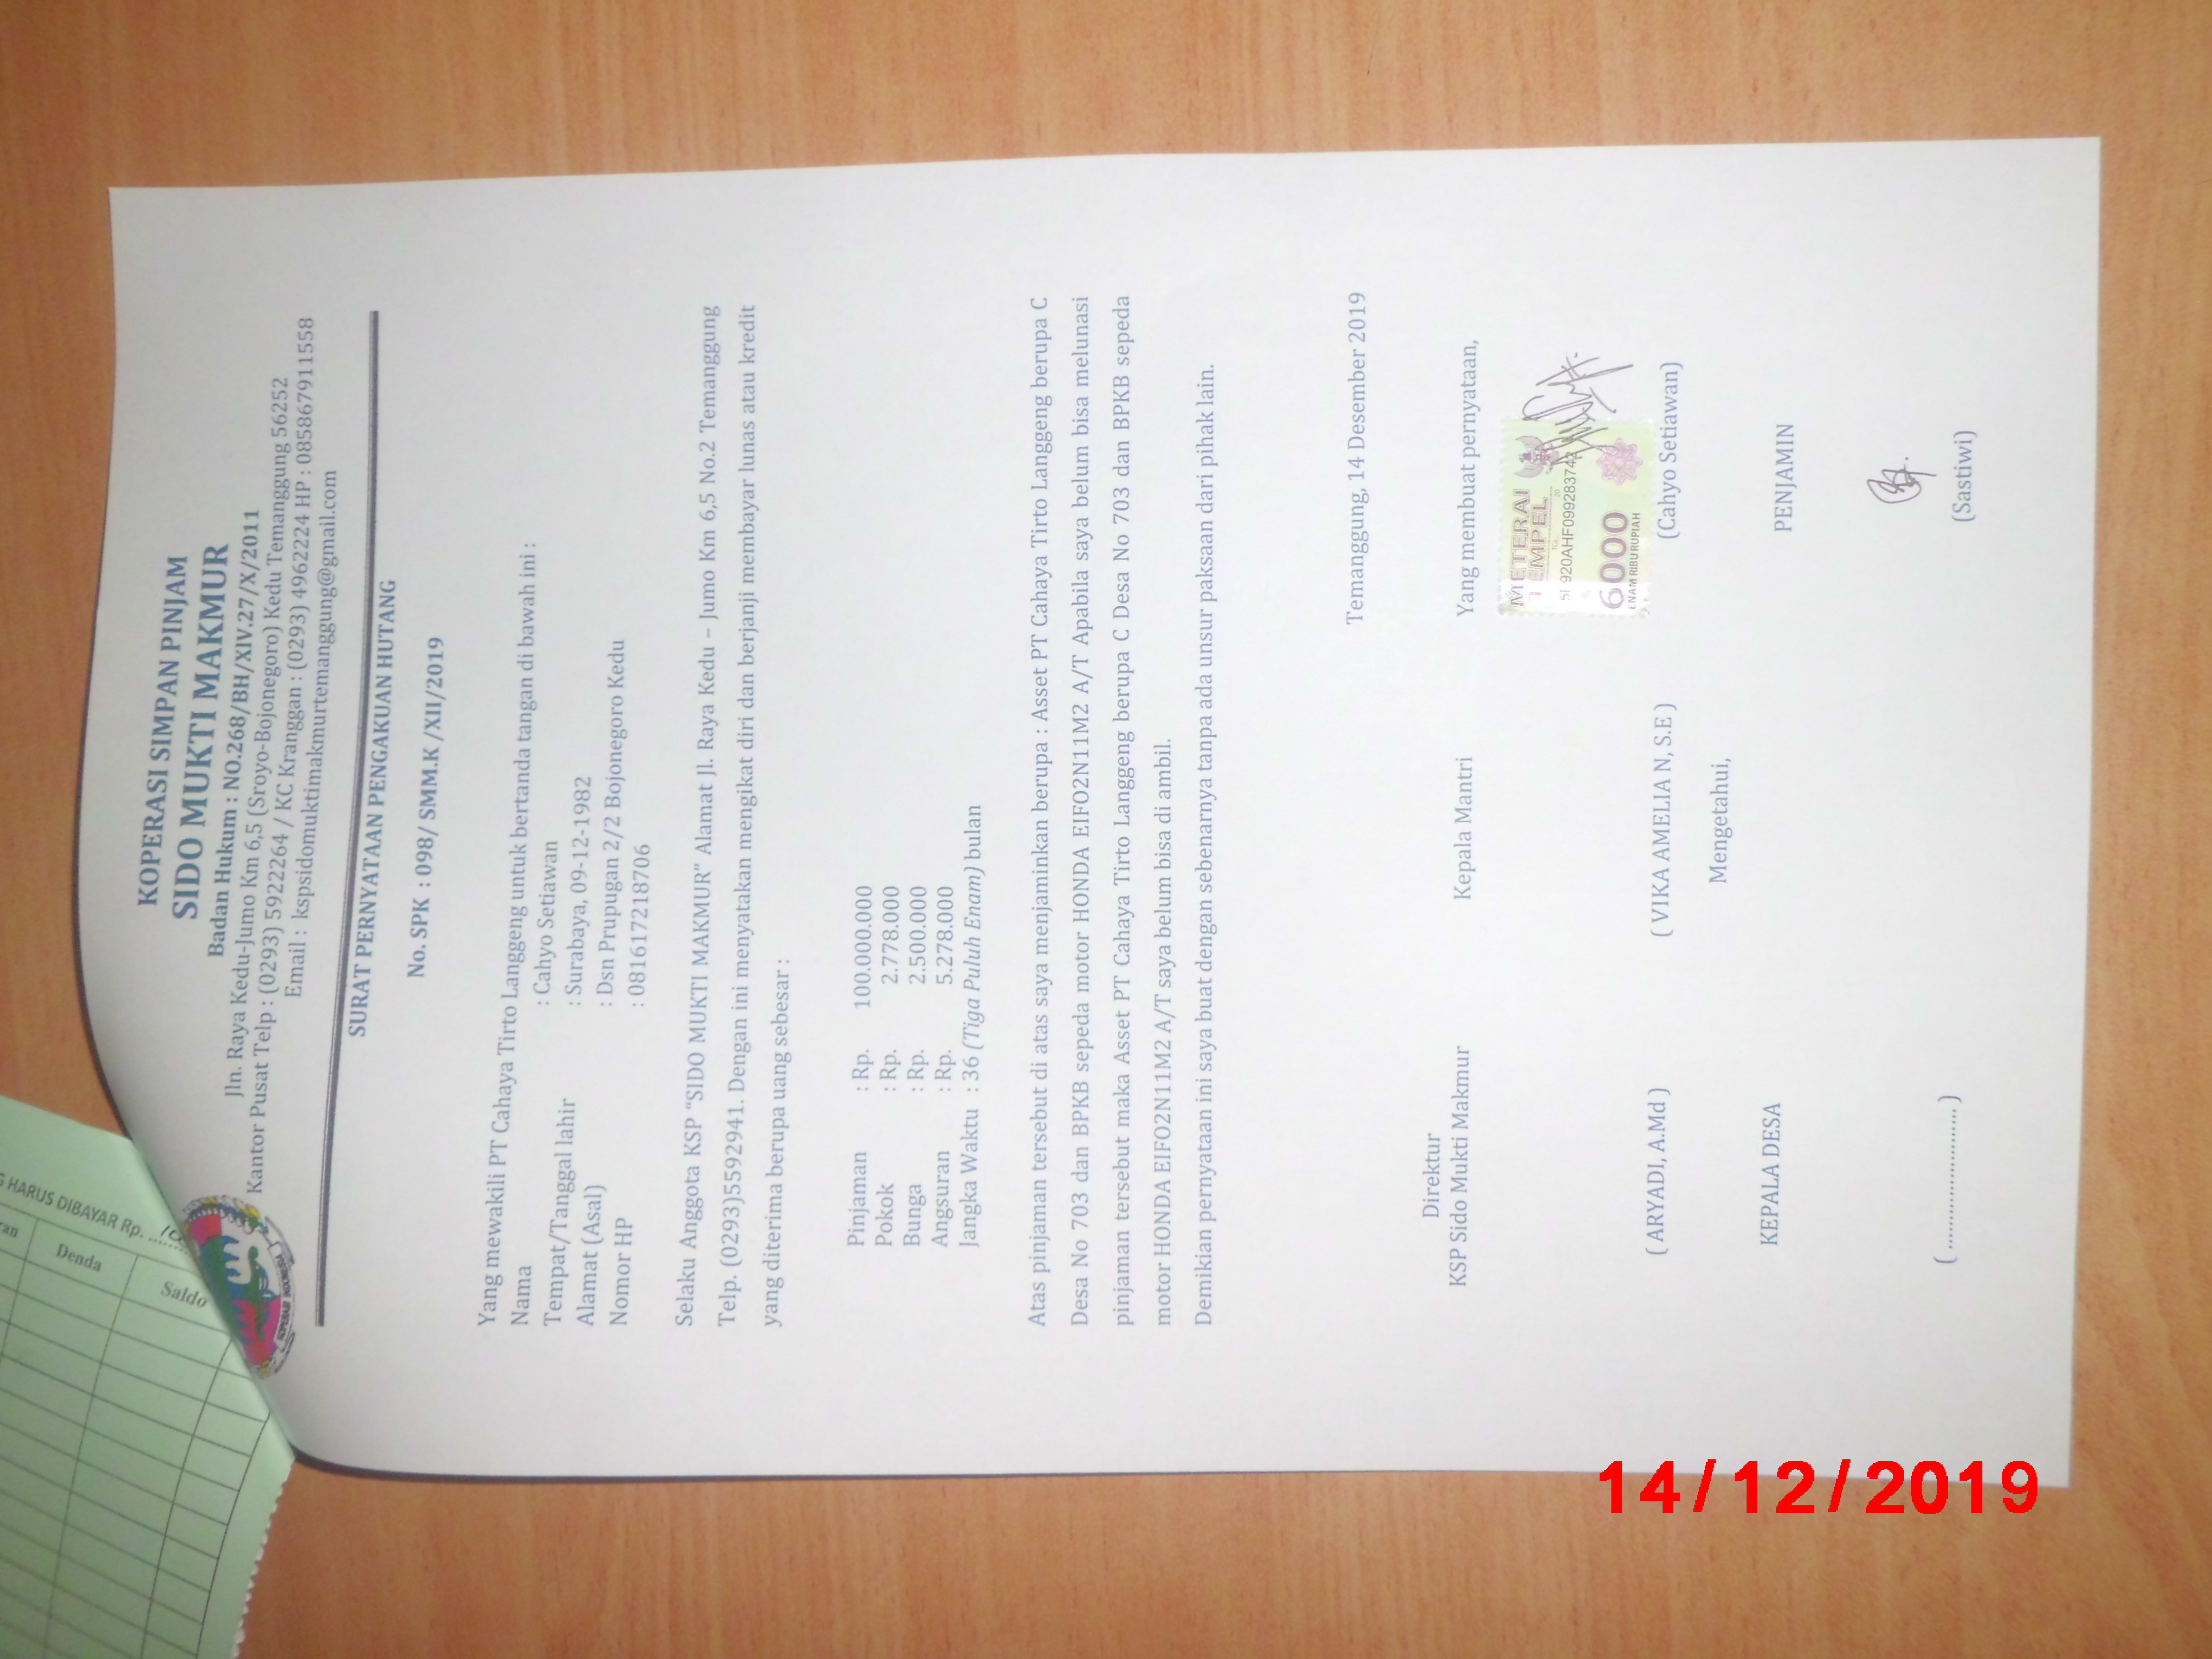 KOPERASI SIMPAN PINJAM
SIDO MUKTI MAKMUR
Badan Hukum : NO.268/BH/XIV.27/X/2011
Jln. Raya Kedu-Jumo Km 6,5 (Sroyo-Bojonegoro) Kedu Temanggung 56252
Kantor Pusat Telp : (0293) 5922264 / KC Kranggan : (0293) 4962224 HP : 085867911558
Email : kspsidomuktimakmurtemanggung@gmail.com
SURAT PERNYATAAN PENGAKUAN HUTANG
No. SPK : 098/ SMM.K /XII/2019
Yang mewakili PT Cahaya Tirto Langgeng untuk bertanda tangan di bawah ini :
Nama : Cahyo Setiawan
Tempat/Tanggal lahir : Surabaya, 09-12-1982
Alamat (Asal) : Dsn Prupugan 2/2 Bojonegoro Kedu
Nomor HP : 081617218706
Selaku Anggota KSP "SIDO MUKTI MAKMUR" Alamat Jl. Raya Kedu – Jumo Km 6,5 No.2 Temanggung
Telp. (0293)5592941. Dengan ini menyatakan mengikat diri dan berjanji membayar lunas atau kredit
yang diterima berupa uang sebesar :
Pinjaman : Rp. 100.000.000
Pokok : Rp. 2.778.000
Bunga : Rp. 2.500.000
Angsuran : Rp. 5.278.000
Jangka Waktu : 36 (Tiga Puluh Enam) bulan
Atas pinjaman tersebut di atas saya menjaminkan berupa : Asset PT Cahaya Tirto Langgeng berupa C
Desa No 703 dan BPKB sepeda motor HONDA EIFO2N11M2 A/T Apabila saya belum bisa melunasi
pinjaman tersebut maka Asset PT Cahaya Tirto Langgeng berupa C Desa No 703 dan BPKB sepeda
motor HONDA EIFO2N11M2 A/T saya belum bisa di ambil.
Demikian pernyataan ini saya buat dengan sebenarnya tanpa ada unsur paksaan dari pihak lain.
Temanggung, 14 Desember 2019
Direktur
KSP Sido Mukti Makmur Kepala Mantri Yang membuat pernyataan,
METERAI
TEMPEL
TGL 20
920AHF099283742
6000
ENAM RIBU RUPIAH
( ARYADI, A.Md ) ( VIKA AMELIA N, S.E ) (Cahyo Setiawan)
Mengetahui,
KEPALA DESA PENJAMIN
( ........................ ) (Sastiwi)
HARUS DIBAYAR Rp.
Denda
Saldo
14/12/2019